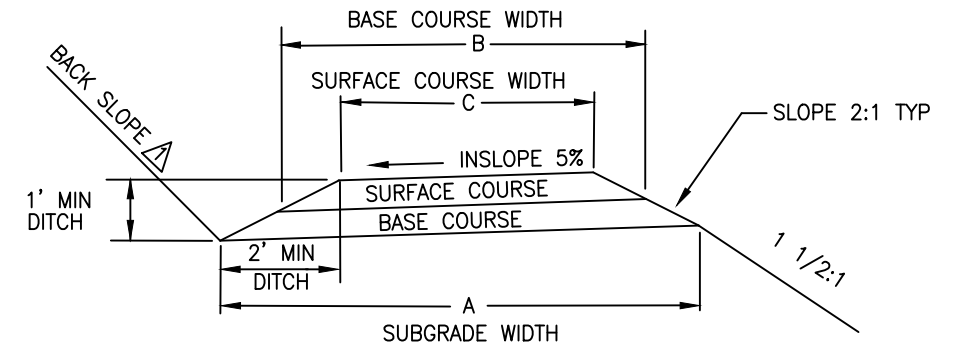 BASE COURSE WIDTH
B
SURFACE COURSE WIDTH
C
BACK SLOPE 1
SLOPE 2:1 TYP
INSLOPE 5%
1' MIN
DITCH
SURFACE COURSE
BASE COURSE
2' MIN
DITCH
1 1/2:1
A
SUBGRADE WIDTH